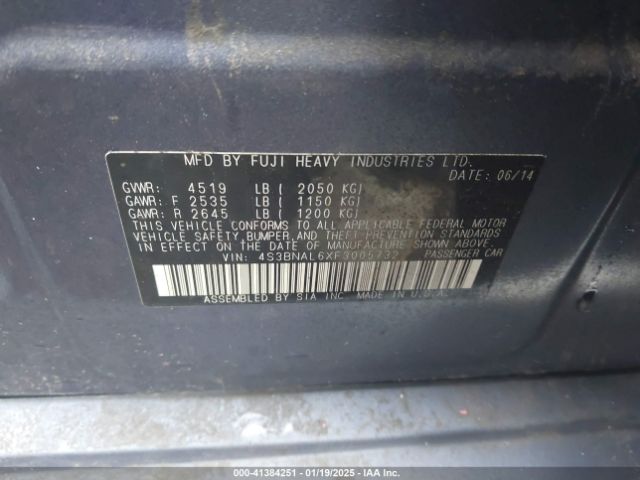 MFD BY FUJI HEAVY INDUSTRIES LTD.
DATE: 06/14
GVWR: 4519 LB ( 2050 KG)
GAWR: F 2535 LB ( 1150 KG)
GAWR: R 2645 LB ( 1200 KG)
THIS VEHICLE CONFORMS TO ALL APPLICABLE FEDERAL MOTOR
VEHICLE SAFETY, BUMPER, AND THEFT PREVENTION STANDARDS
IN EFFECT ON THE DATE OF MANUFACTURE SHOWN ABOVE.
VIN: 4S3BNAL6XF3005732 PASSENGER CAR
ASSEMBLED BY SIA INC. MADE IN U.S.A.
000-41384251 | 01/19/2025 - IAA Inc.